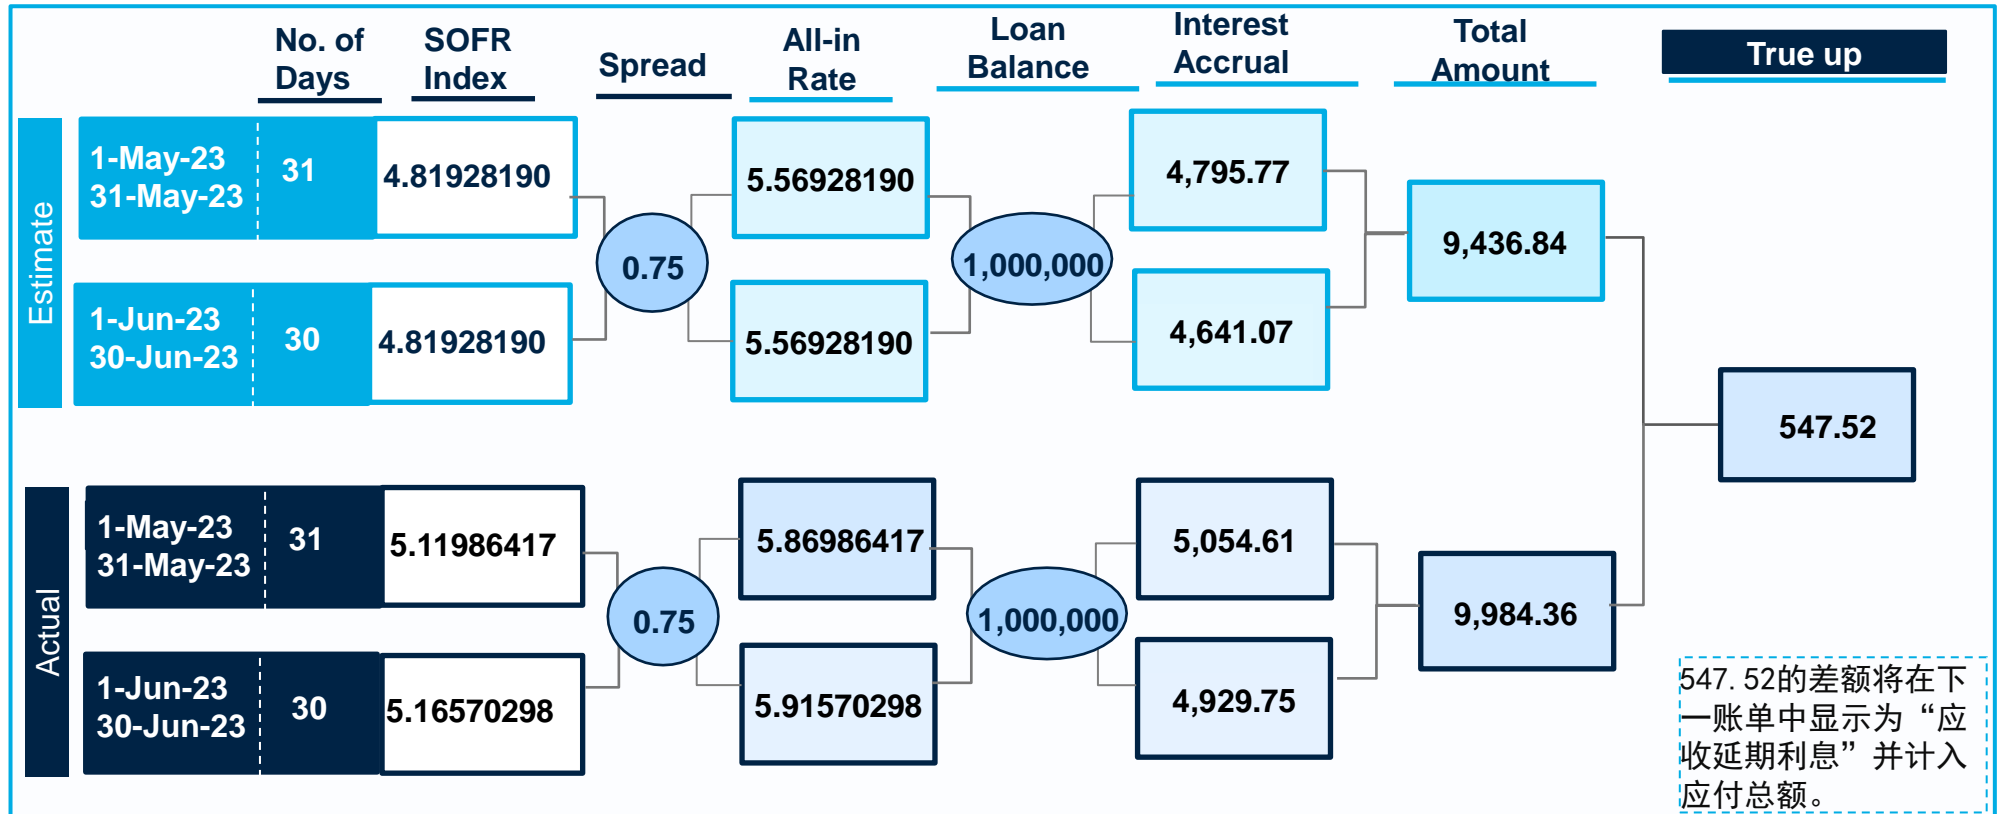 No. of
Days
SOFR
Index
Spread
All-in
Rate
Loan
Balance
Interest
Accrual
Total
Amount
True up
Estimate
1-May-23
31-May-23
31
4.81928190
5.56928190
4,795.77
0.75
1,000,000
9,436.84
1-Jun-23
30-Jun-23
30
4.81928190
5.56928190
4,641.07
547.52
Actual
1-May-23
31-May-23
31
5.11986417
5.86986417
5,054.61
0.75
1,000,000
9,984.36
1-Jun-23
30-Jun-23
30
5.16570298
5.91570298
4,929.75
547.52的差额将在下
一账单中显示为“应
收延期利息”并计入
应付总额。